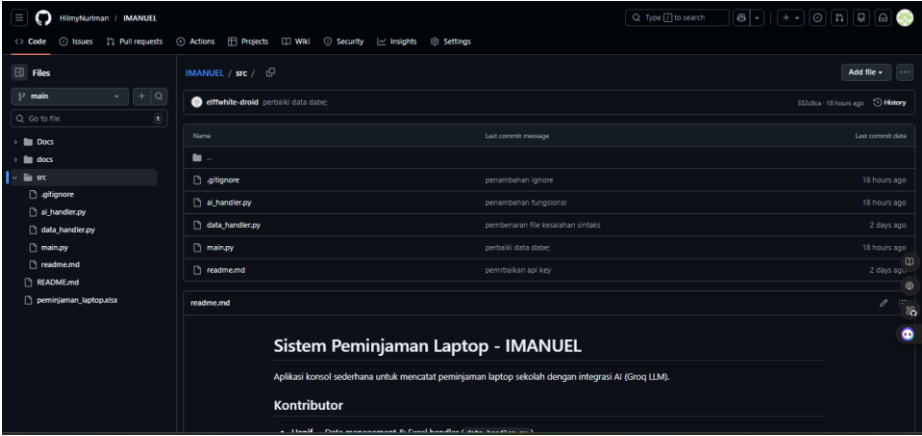 HilmyNurlman / IMANUEL
Type / to search
Code Issues Pull requests Actions Projects Wiki Security Insights Settings
Files
main
Go to file t
Docs
docs
src
.gitignore
ai_handler.py
data_handler.py
main.py
readme.md
README.md
peminjaman_laptop.xlsx
IMANUEL / src /
Add file
elffwhite-droid perbaiki data dabe;
18 hours ago History
Name Last commit message Last commit date
..
.gitignore penambahan ignore 18 hours ago
ai_handler.py penambahan fungsional 18 hours ago
data_handler.py pembenaran file kesalahan sintaks 2 days ago
main.py perbaiki data dabe; 18 hours ago
readme.md pemrbaikan api key 2 days ago
readme.md
Sistem Peminjaman Laptop - IMANUEL
Aplikasi konsol sederhana untuk mencatat peminjaman laptop sekolah dengan integrasi AI (Groq LLM).
Kontributor